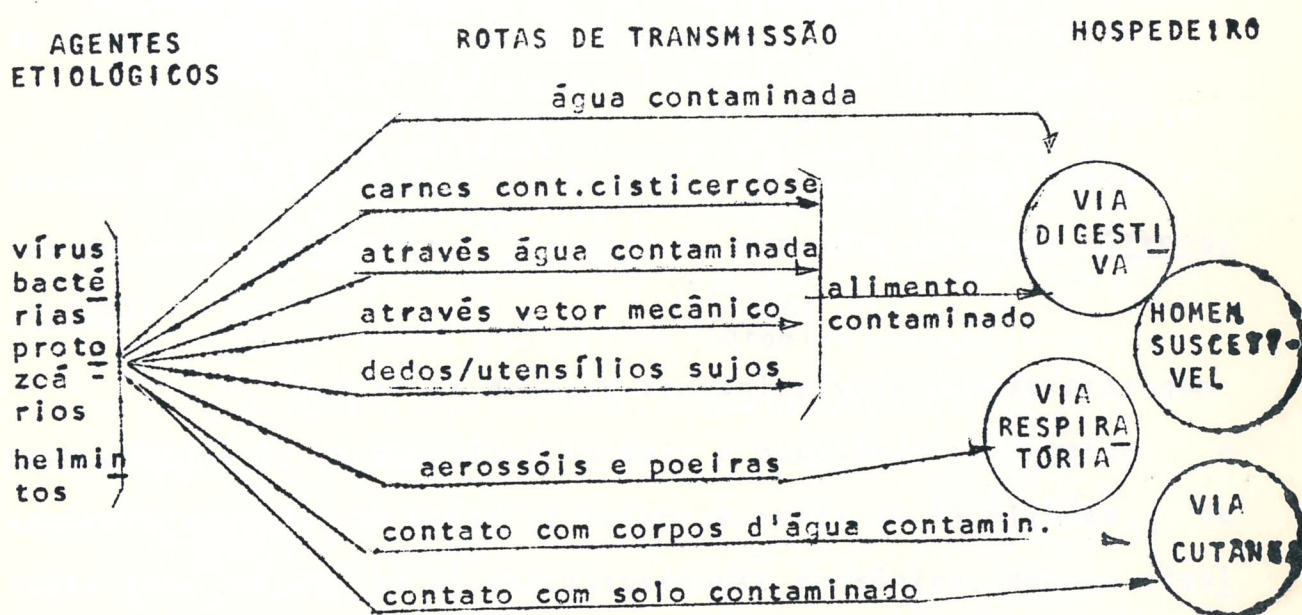 AGENTES
ETIOLÓGICOS
ROTAS DE TRANSMISSÃO
HOSPEDEIRO
água contaminada
carnes cont.cisticercose
através água contaminada
através vetor mecânico
dedos/utensílios sujos
alimento
contaminado
aerossóis e poeiras
contato com corpos d'água contamin.
contato com solo contaminado
vírus
bacté
rias
proto
zoá -
rios
helmin
tos
VIA
DIGESTI
VA
HOMEM
SUSCETÍ-
VEL
VIA
RESPIRA
TÓRIA
VIA
CUTÂNEA